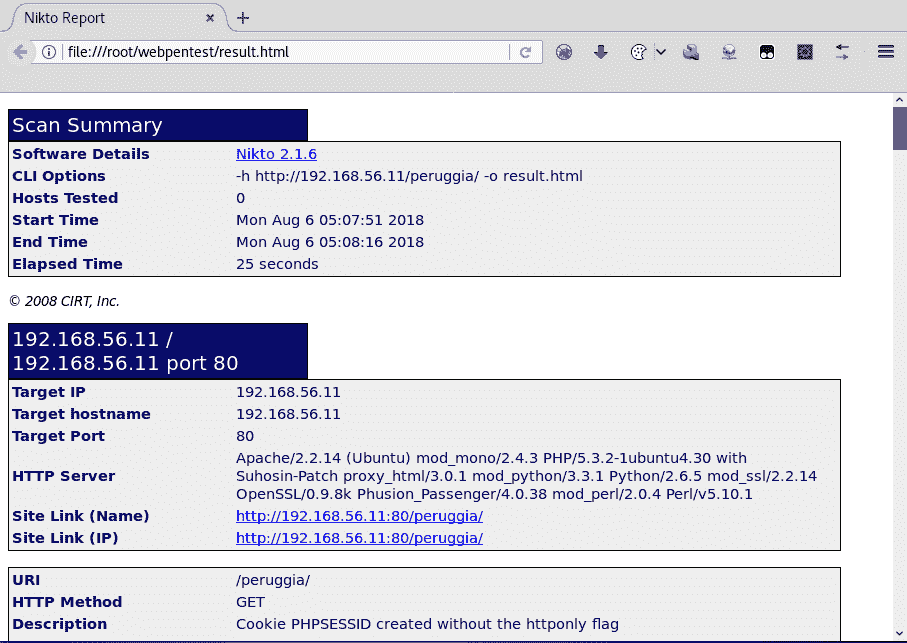 Nikto Report
file:///root/webpentest/result.html
Scan Summary
Software Details Nikto 2.1.6
CLI Options -h http://192.168.56.11/peruggia/ -o result.html
Hosts Tested 0
Start Time Mon Aug 6 05:07:51 2018
End Time Mon Aug 6 05:08:16 2018
Elapsed Time 25 seconds
© 2008 CIRT, Inc.
192.168.56.11 /
192.168.56.11 port 80
Target IP 192.168.56.11
Target hostname 192.168.56.11
Target Port 80
HTTP Server Apache/2.2.14 (Ubuntu) mod_mono/2.4.3 PHP/5.3.2-1ubuntu4.30 with
Suhosin-Patch proxy_html/3.0.1 mod_python/3.3.1 Python/2.6.5 mod_ssl/2.2.14
OpenSSL/0.9.8k Phusion_Passenger/4.0.38 mod_perl/2.0.4 Perl/v5.10.1
Site Link (Name) http://192.168.56.11:80/peruggia/
Site Link (IP) http://192.168.56.11:80/peruggia/
URI /peruggia/
HTTP Method GET
Description Cookie PHPSESSID created without the httponly flag